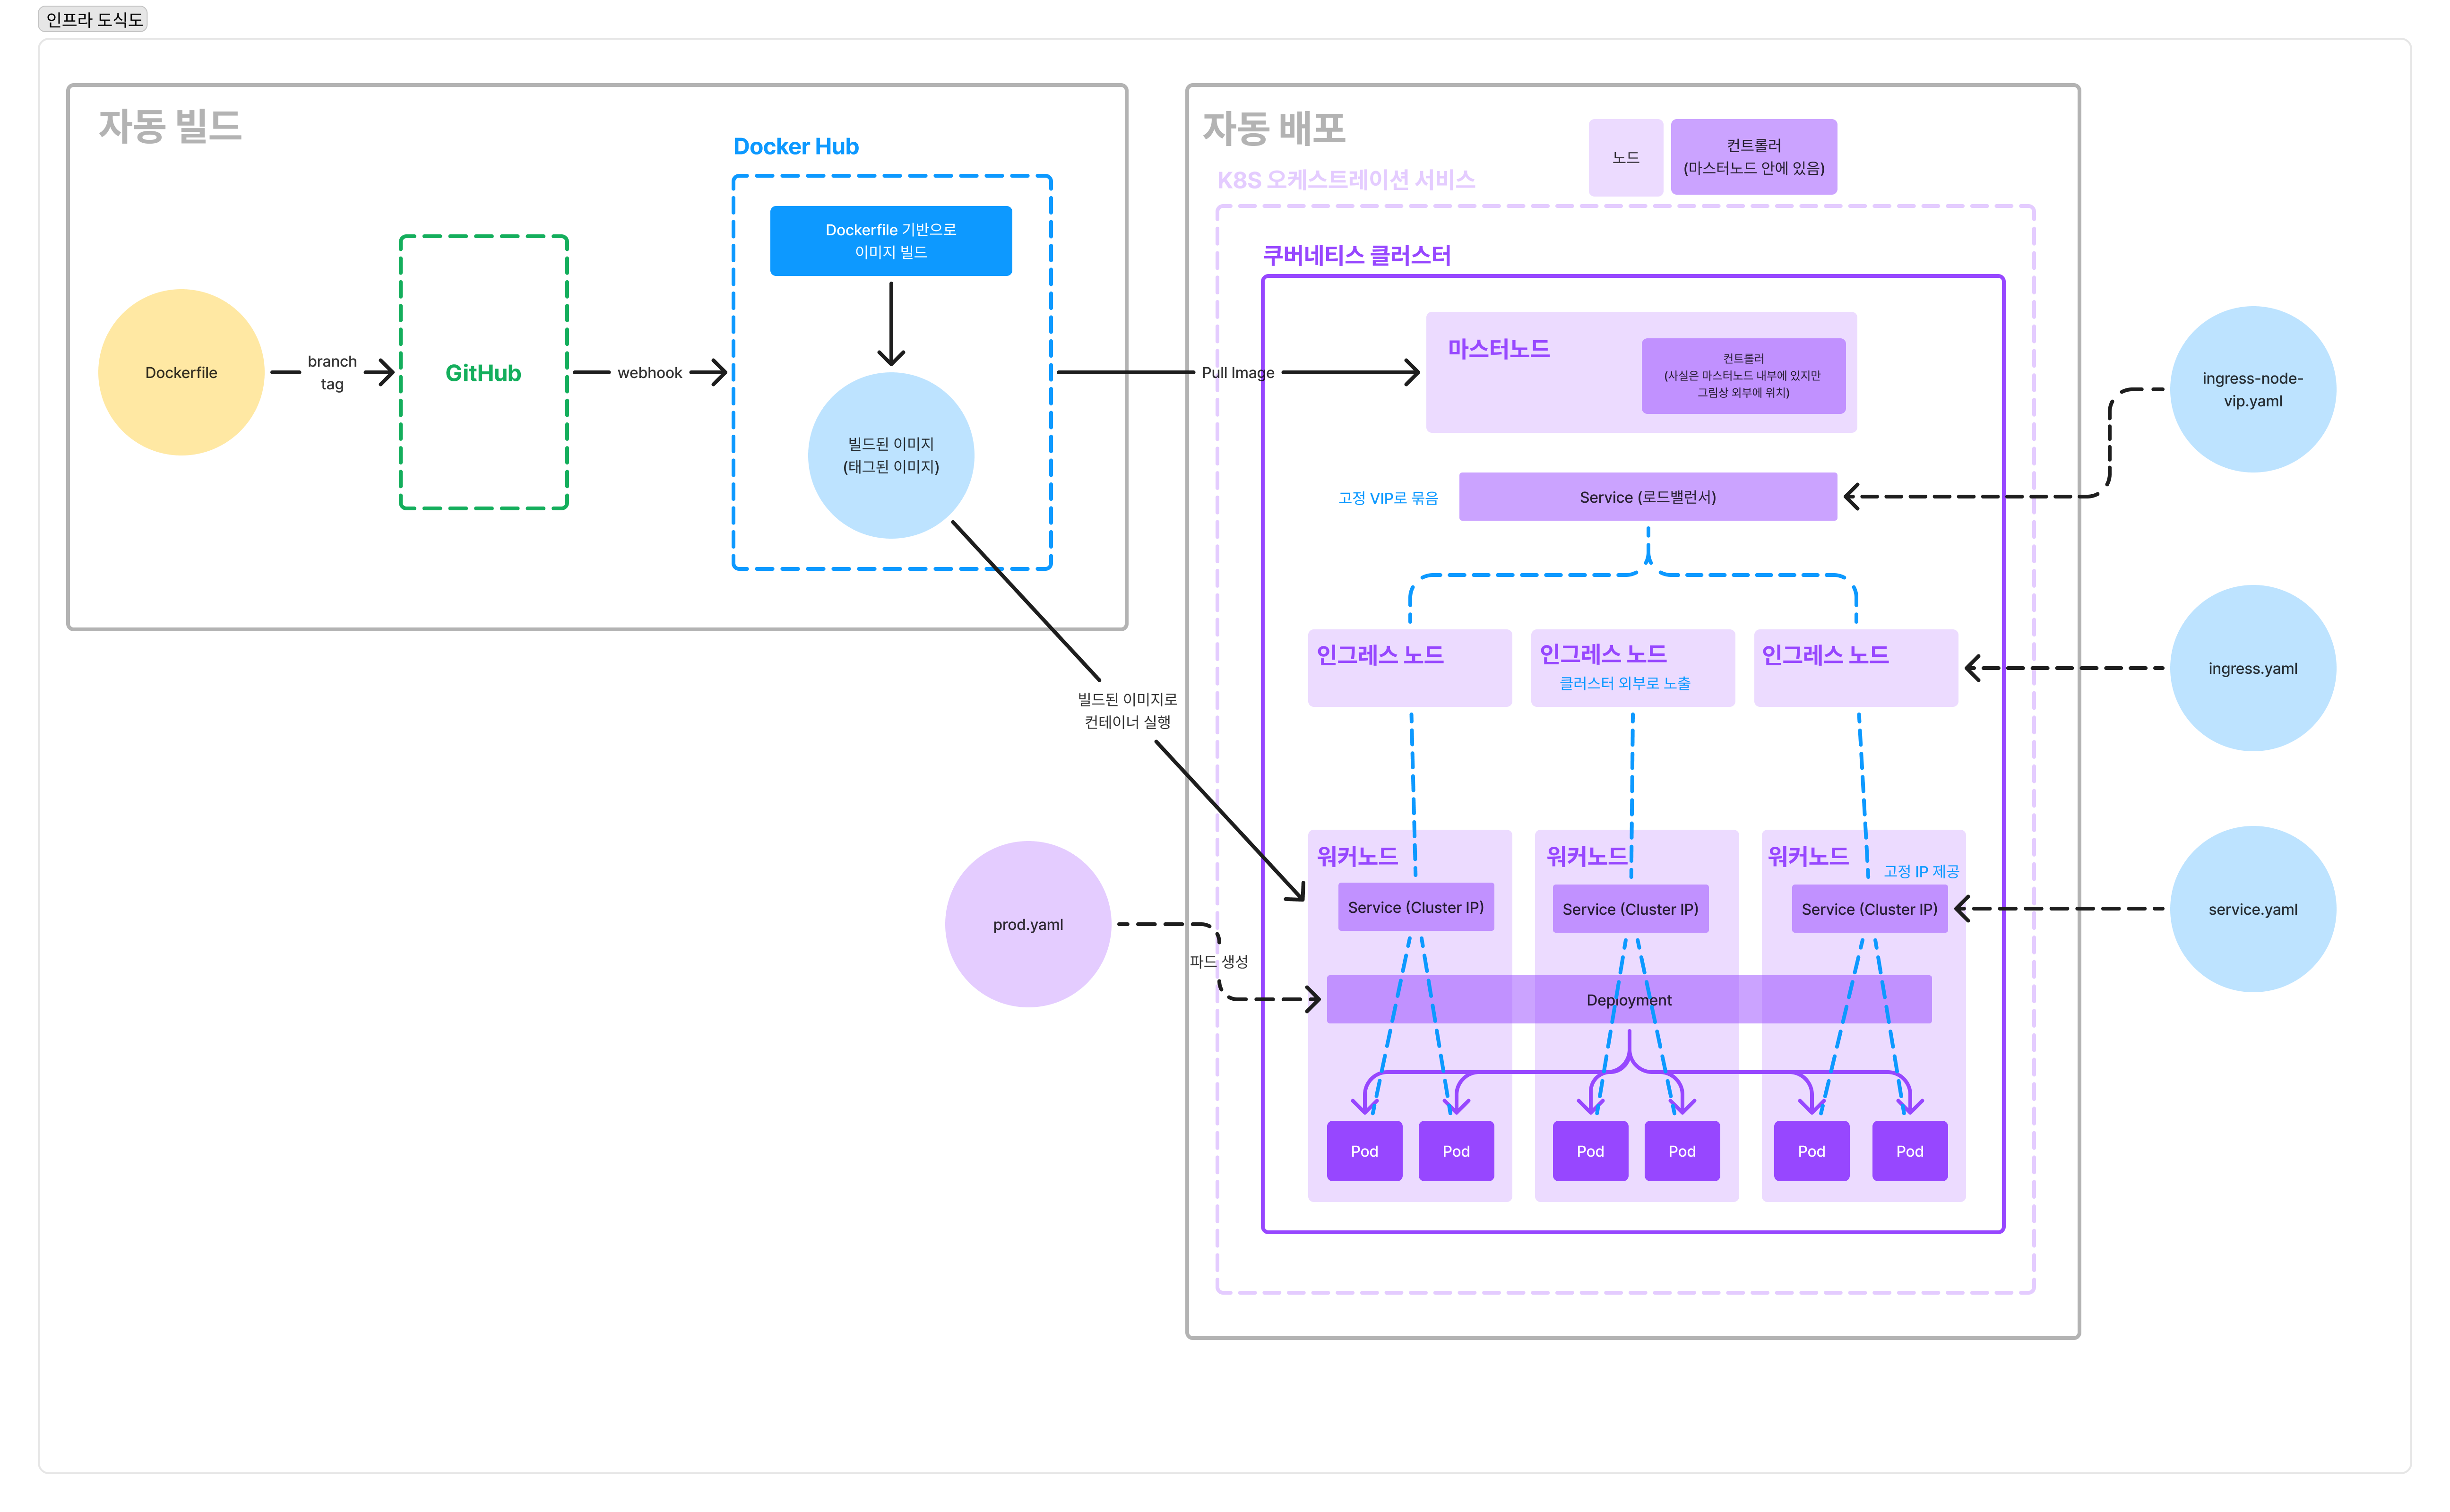 인프라 도식도
자동 빌드
Dockerfile
branch
tag
GitHub
webhook
Docker Hub
Dockerfile 기반으로
이미지 빌드
빌드된 이미지
(태그된 이미지)
Pull Image
빌드된 이미지로
컨테이너 실행
prod.yaml
파드 생성
자동 배포
노드
컨트롤러
(마스터노드 안에 있음)
K8S 오케스트레이션 서비스
쿠버네티스 클러스터
마스터노드
컨트롤러
(사실은 마스터노드 내부에 있지만
그림상 외부에 위치)
고정 VIP로 묶음
Service (로드밸런서)
인그레스 노드
인그레스 노드
클러스터 외부로 노출
인그레스 노드
워커노드
워커노드
워커노드
고정 IP 제공
Service (Cluster IP)
Service (Cluster IP)
Service (Cluster IP)
Deployment
Pod
Pod
Pod
Pod
Pod
Pod
ingress-node-
vip.yaml
ingress.yaml
service.yaml